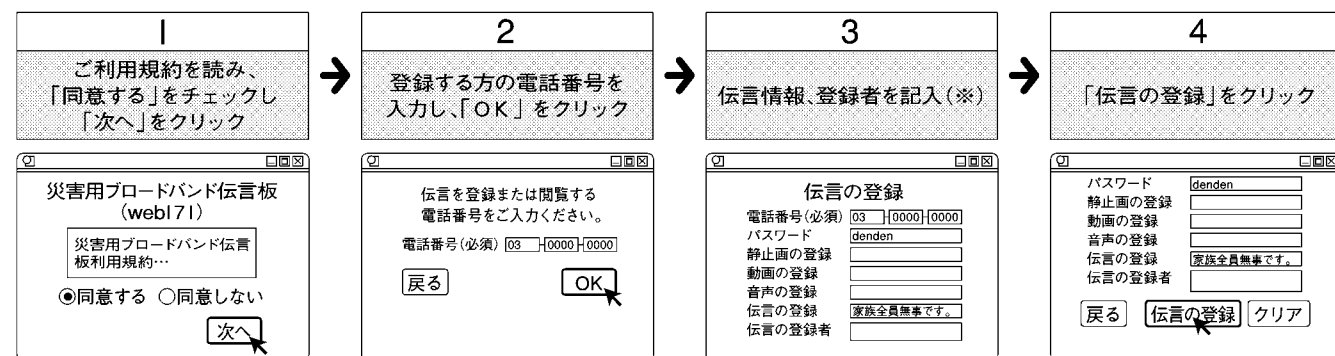 1
ご利用規約を読み、
「同意する」をチェックし
「次へ」をクリック
災害用ブロードバンド伝言板
(web171)
災害用ブロードバンド伝言
板利用規約…
同意する 同意しない
次へ
2
登録する方の電話番号を
入力し、「OK」をクリック
伝言を登録または閲覧する
電話番号をご入力ください。
電話番号(必須) 03 0000 0000
戻る OK
3
伝言情報、登録者を記入(※)
伝言の登録
電話番号(必須) 03 0000 0000
パスワード denden
静止画の登録
動画の登録
音声の登録
伝言の登録 家族全員無事です。
伝言の登録者
4
「伝言の登録」をクリック
パスワード denden
静止画の登録
動画の登録
音声の登録
伝言の登録 家族全員無事です。
伝言の登録者
戻る 伝言の登録 クリア